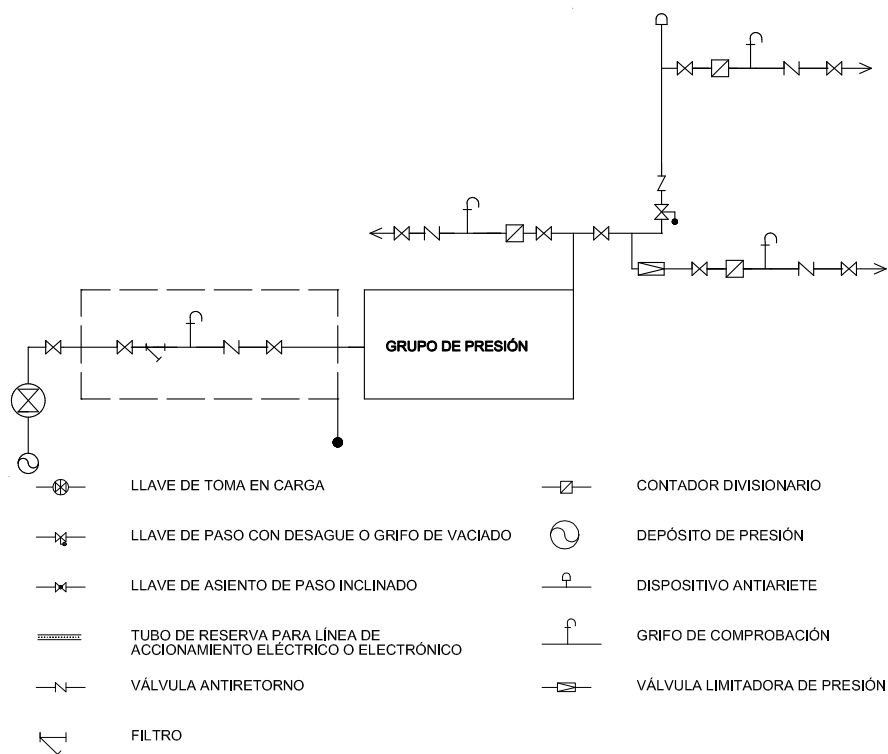 GRUPO DE PRESIÓN
LLAVE DE TOMA EN CARGA
LLAVE DE PASO CON DESAGUE O GRIFO DE VACIADO
LLAVE DE ASIENTO DE PASO INCLINADO
TUBO DE RESERVA PARA LÍNEA DE
ACCIONAMIENTO ELÉCTRICO O ELECTRÓNICO
VÁLVULA ANTIRETORNO
FILTRO
CONTADOR DIVISIONARIO
DEPÓSITO DE PRESIÓN
DISPOSITIVO ANTIARIETE
GRIFO DE COMPROBACIÓN
VÁLVULA LIMITADORA DE PRESIÓN